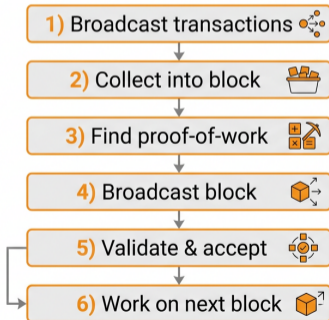 1) Broadcast transactions
2) Collect into block
3) Find proof-of-work
4) Broadcast block
5) Validate & accept
6) Work on next block